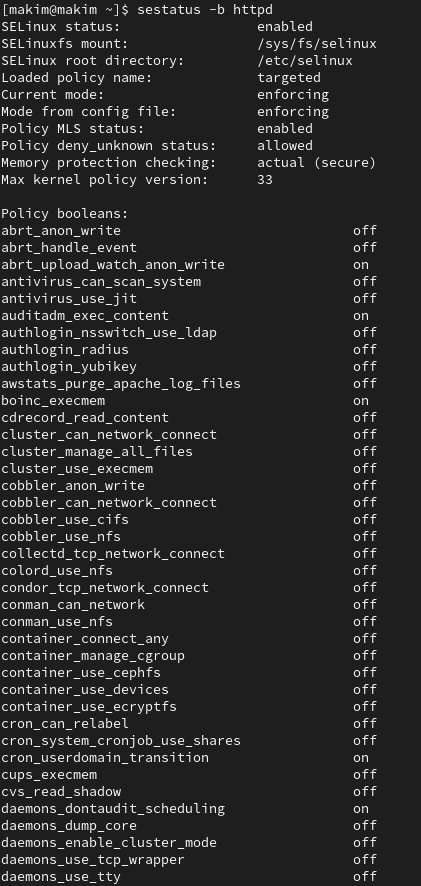 [makim@makim ~]$ sestatus -b httpd
SELinux status:                 enabled
SELinuxfs mount:                /sys/fs/selinux
SELinux root directory:         /etc/selinux
Loaded policy name:             targeted
Current mode:                   enforcing
Mode from config file:          enforcing
Policy MLS status:              enabled
Policy deny_unknown status:     allowed
Memory protection checking:     actual (secure)
Max kernel policy version:      33

Policy booleans:
abrt_anon_write                             off
abrt_handle_event                           off
abrt_upload_watch_anon_write                on
antivirus_can_scan_system                   off
antivirus_use_jit                           off
auditadm_exec_content                       on
authlogin_nsswitch_use_ldap                 off
authlogin_radius                            off
authlogin_yubikey                           off
awstats_purge_apache_log_files              off
boinc_execmem                               on
cdrecord_read_content                       off
cluster_can_network_connect                 off
cluster_manage_all_files                    off
cluster_use_execmem                         off
cobbler_anon_write                          off
cobbler_can_network_connect                 off
cobbler_use_cifs                            off
cobbler_use_nfs                             off
collectd_tcp_network_connect                off
colord_use_nfs                              off
condor_tcp_network_connect                  off
conman_can_network                          off
conman_use_nfs                              off
container_connect_any                       off
container_manage_cgroup                     off
container_use_cephfs                        off
container_use_devices                       off
container_use_ecryptfs                      off
cron_can_relabel                            off
cron_system_cronjob_use_shares              off
cron_userdomain_transition                  on
cups_execmem                                off
cvs_read_shadow                             off
daemons_dontaudit_scheduling                on
daemons_dump_core                           off
daemons_enable_cluster_mode                 off
daemons_use_tcp_wrapper                     off
daemons_use_tty                             off